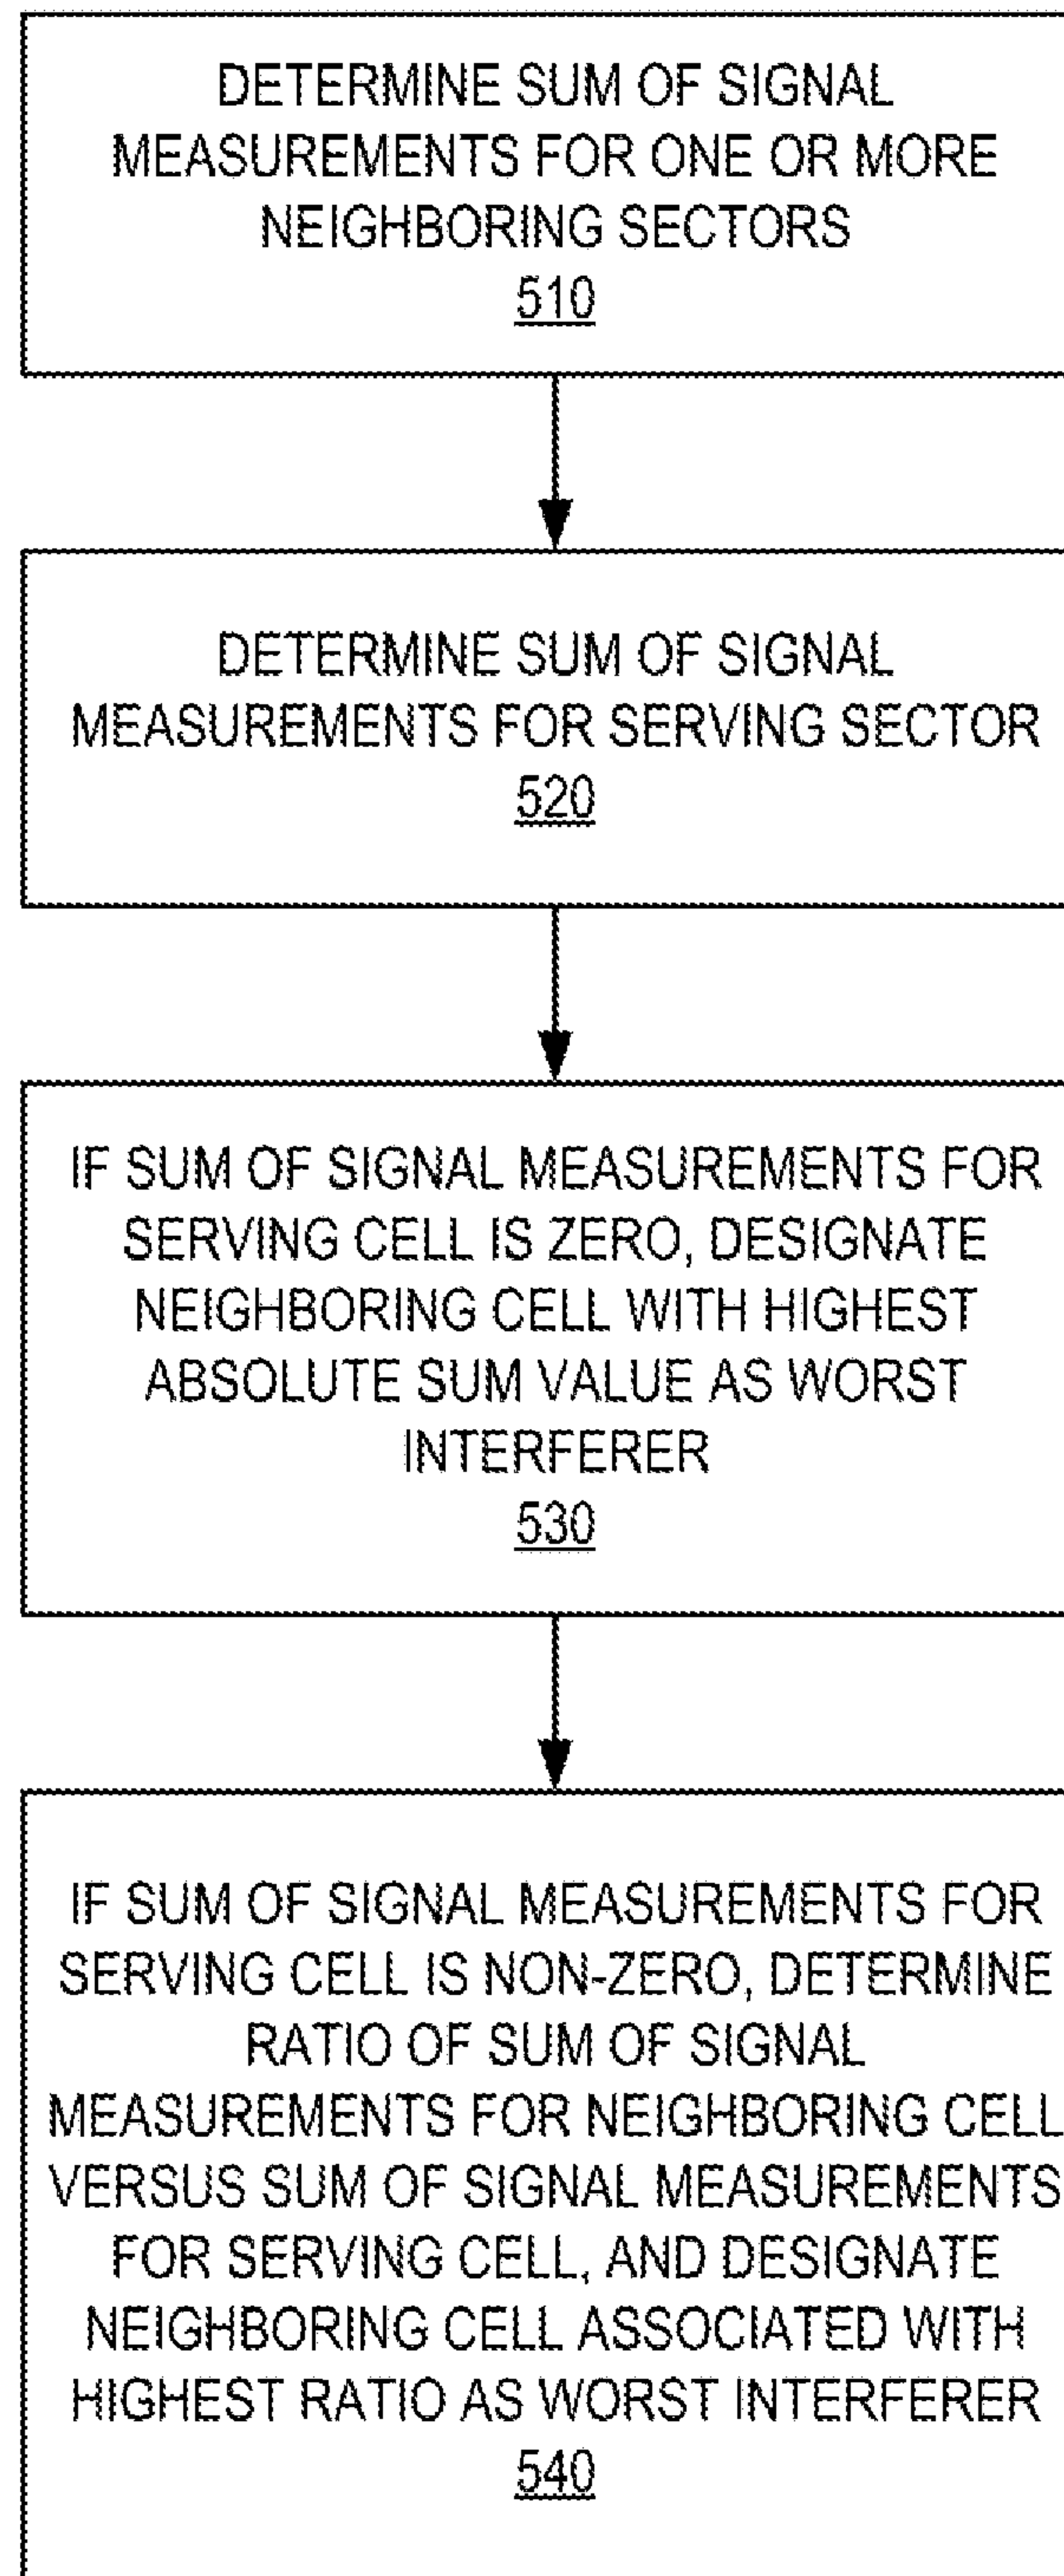 DETERMINE SUM OF SIGNAL
MEASUREMENTS FOR ONE OR MORE
NEIGHBORING SECTORS
510
DETERMINE SUM OF SIGNAL
MEASUREMENTS FOR SERVING SECTOR
520
IF SUM OF SIGNAL MEASUREMENTS FOR
SERVING CELL IS ZERO, DESIGNATE
NEIGHBORING CELL WITH HIGHEST
ABSOLUTE SUM VALUE AS WORST
INTERFERER
530
IF SUM OF SIGNAL MEASUREMENTS FOR
SERVING CELL IS NON-ZERO, DETERMINE
RATIO OF SUM OF SIGNAL
MEASUREMENTS FOR NEIGHBORING CELL
VERSUS SUM OF SIGNAL MEASUREMENTS
FOR SERVING CELL, AND DESIGNATE
NEIGHBORING CELL ASSOCIATED WITH
HIGHEST RATIO AS WORST INTERFERER
540